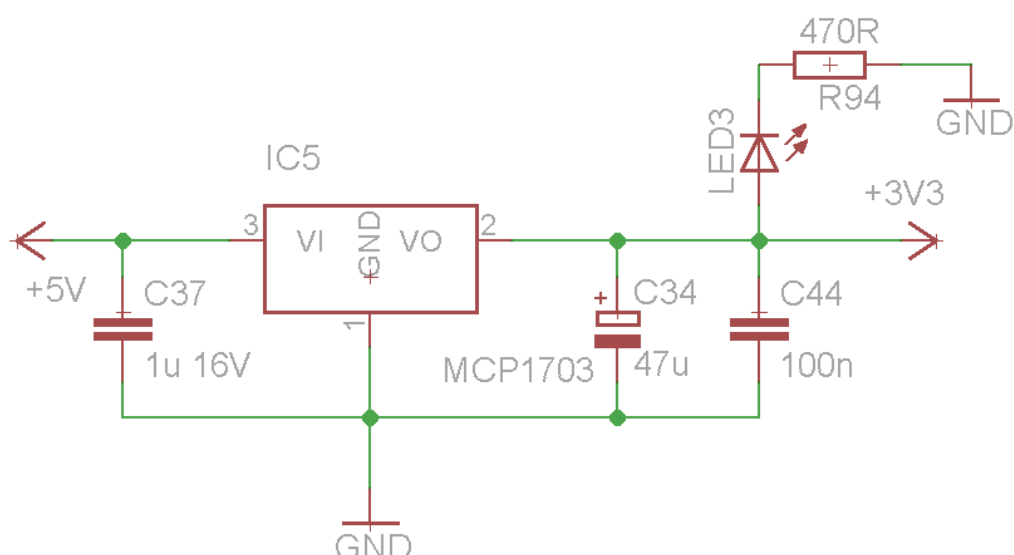 470R
R94
GND
LED3
IC5
+3V3
3
VI
GND
VO
2
+5V
C37
1u 16V
1
C34
+
MCP1703
47u
C44
100n
GND